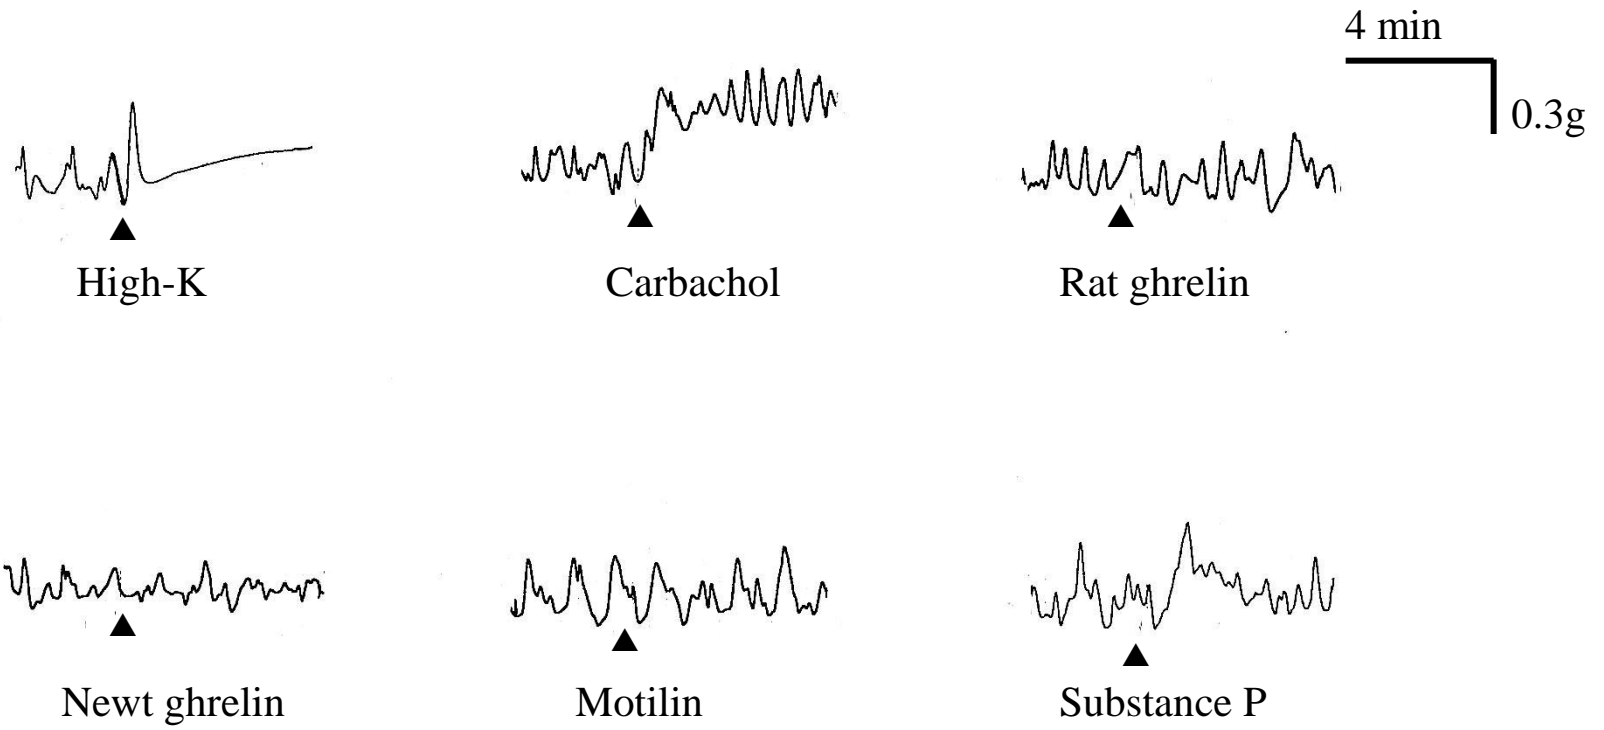 4 min
0.3g
High-K
Carbachol
Rat ghrelin
Newt ghrelin
Motilin
Substance P